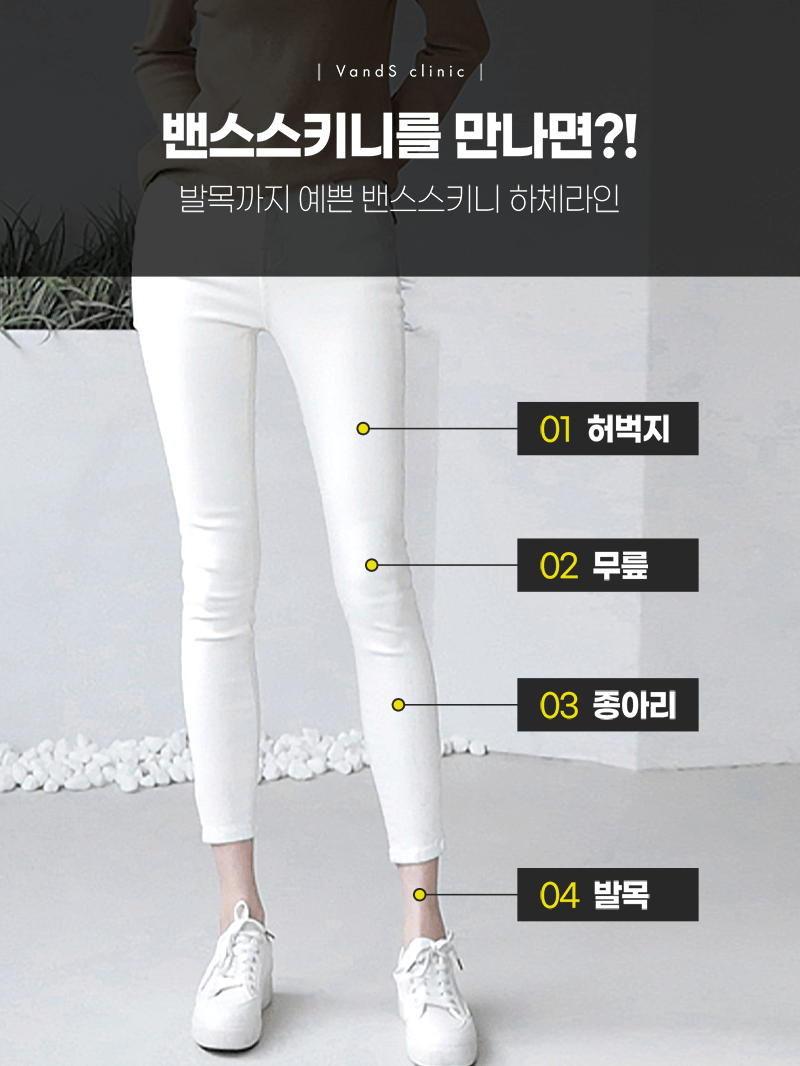 | VandS clinic |
밴스스키니를 만나면?!
발목까지 예쁜 밴스스키니 하체라인
01 허벅지
02 무릎
03 종아리
04 발목